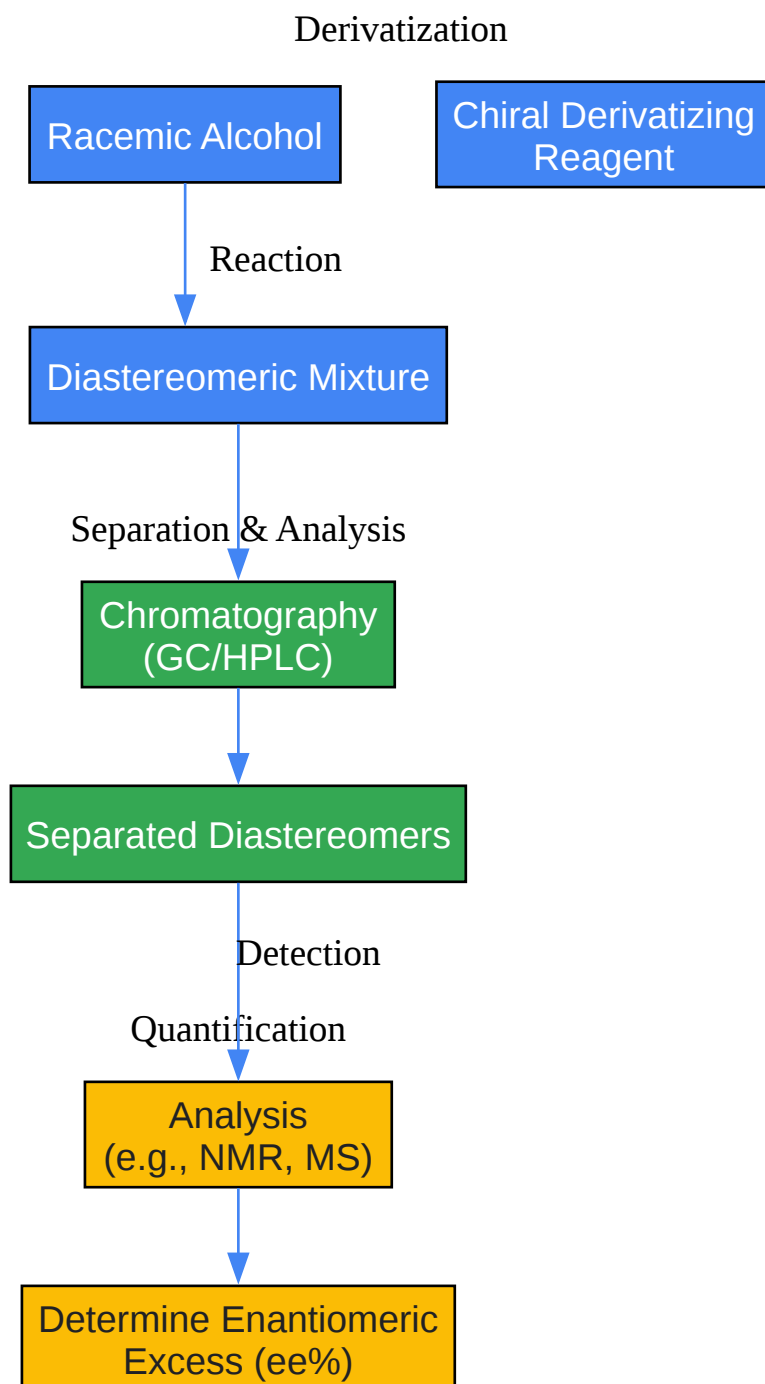 Derivatization
Racemic Alcohol
Chiral Derivatizing
Reagent
Reaction
Diastereomeric Mixture
Separation & Analysis
Chromatography
(GC/HPLC)
Separated Diastereomers
Detection
Quantification
Analysis
(e.g., NMR, MS)
Determine Enantiomeric
Excess (ee%)